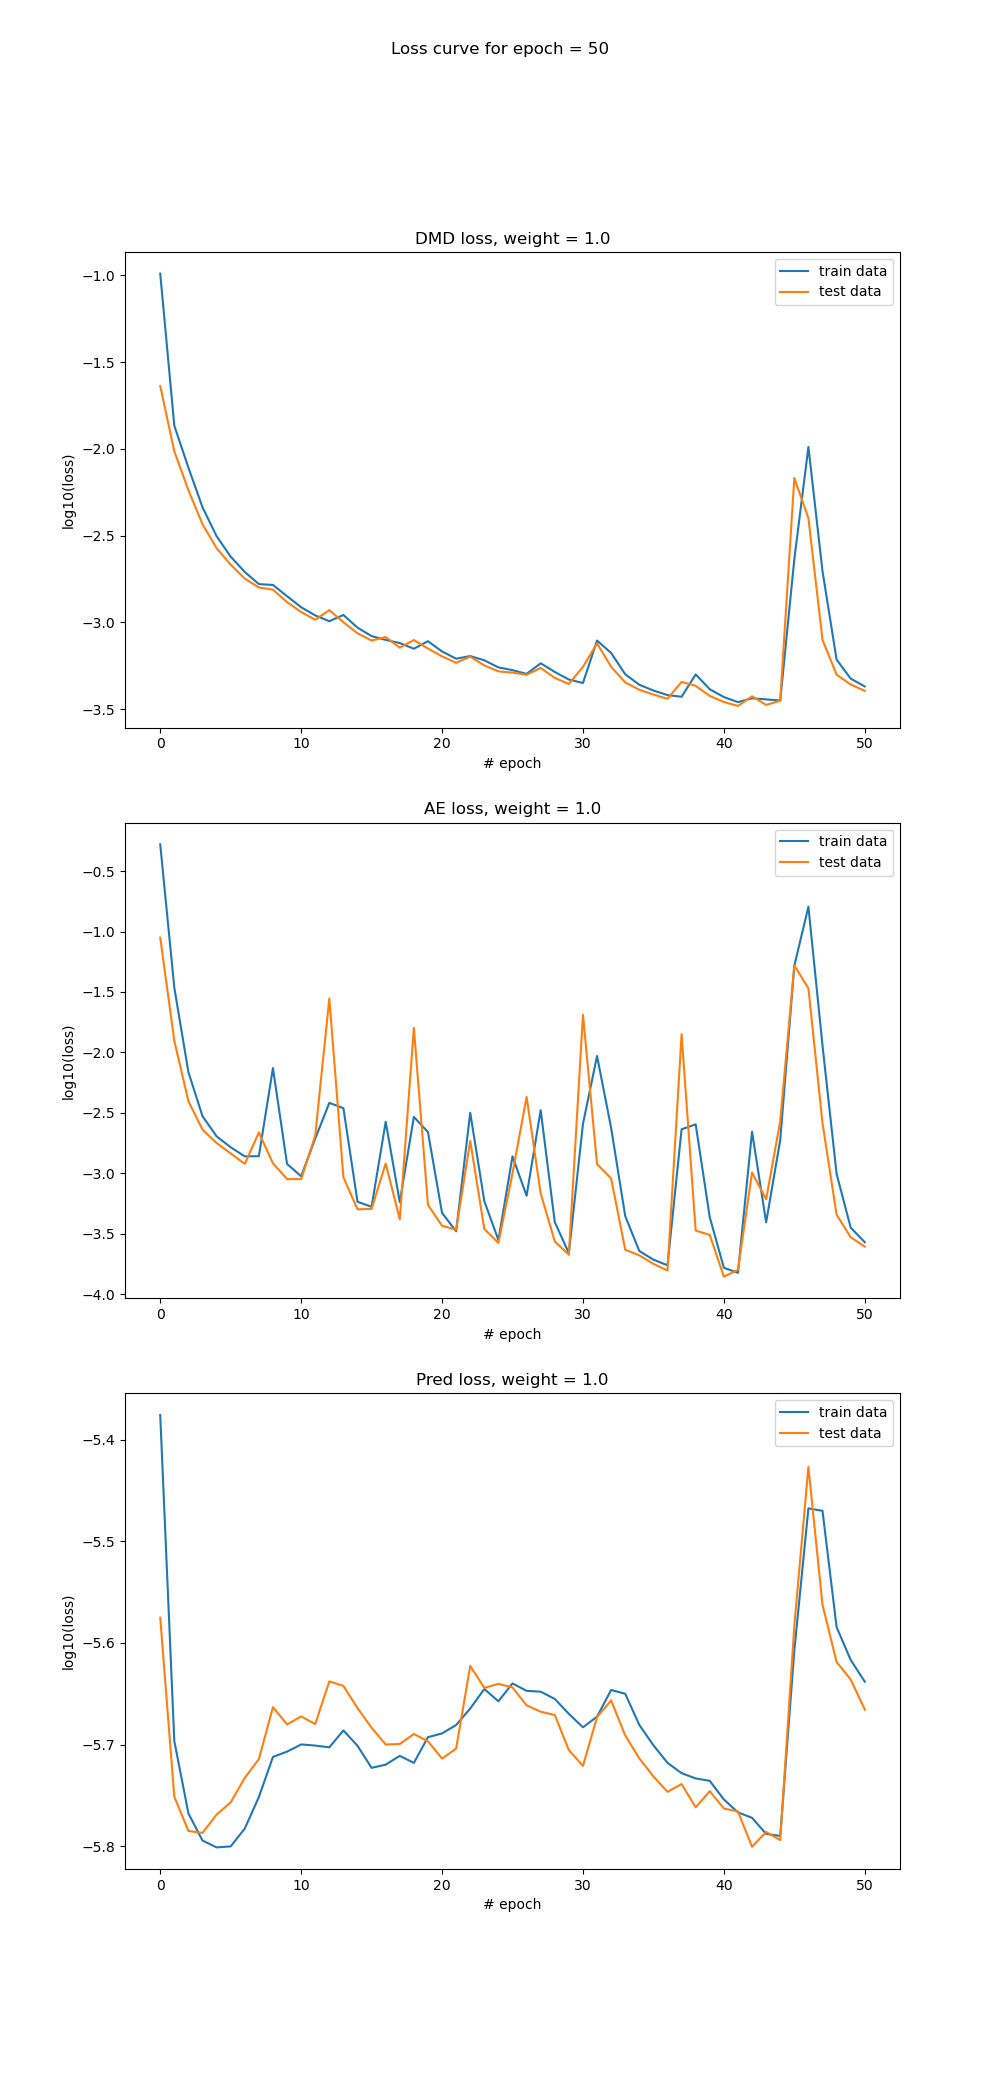 Loss curve for epoch = 50
DMD loss, weight = 1.0
train data
test data
−1.0
−1.5
−2.0
−2.5
−3.0
−3.5
log10(loss)
0 10 20 30 40 50
# epoch
AE loss, weight = 1.0
train data
test data
−0.5
−1.0
−1.5
−2.0
−2.5
−3.0
−3.5
−4.0
log10(loss)
0 10 20 30 40 50
# epoch
Pred loss, weight = 1.0
train data
test data
−5.4
−5.5
−5.6
−5.7
−5.8
log10(loss)
0 10 20 30 40 50
# epoch